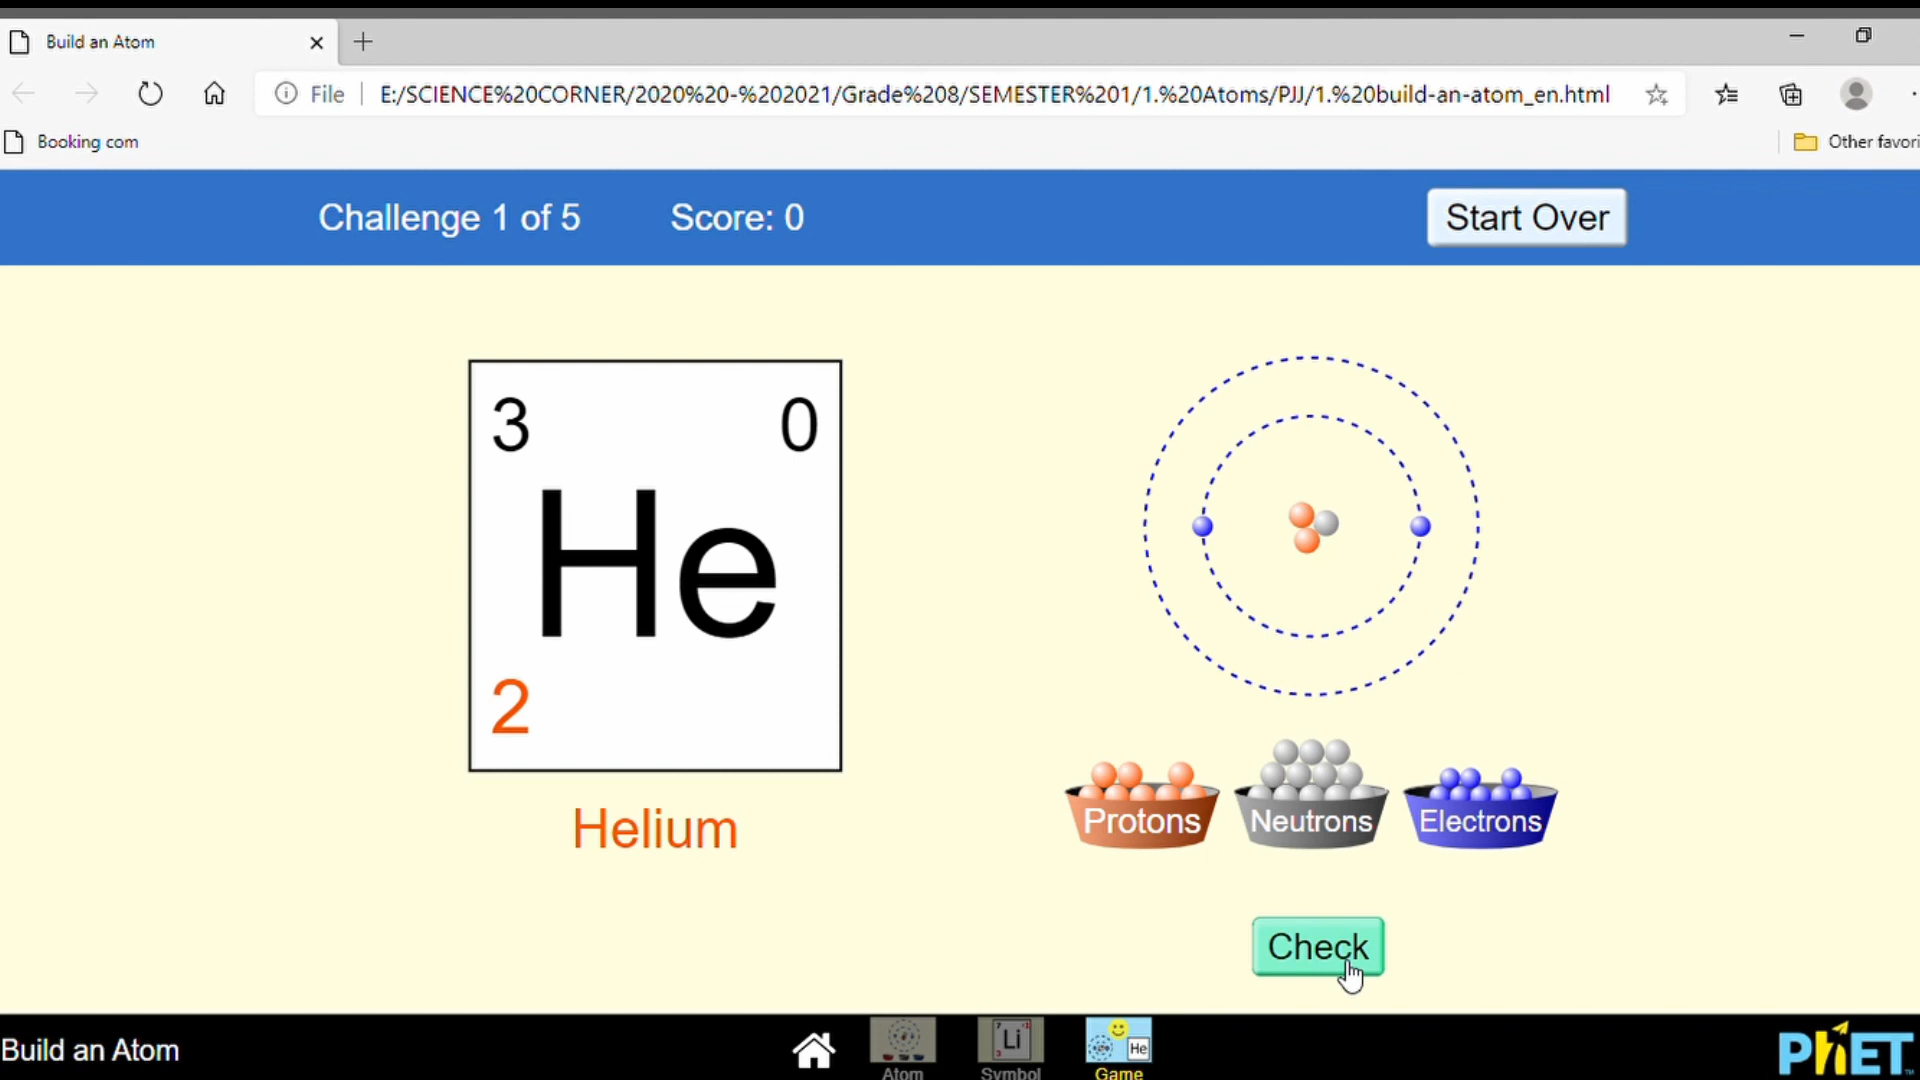 Build an Atom
File
E:/SCIENCE%20CORNER/2020%20-%202021/Grade%208/SEMESTER%201/1.%20Atoms/PJJ/1.%20build-an-atom_en.html
Booking com
Other favori
Challenge 1 of 5
Score: 0
Start Over
3
0
He
2
Helium
Protons
Neutrons
Electrons
Check
Build an Atom
Atom
7
Li
3
Symbol
He
Game
PhET